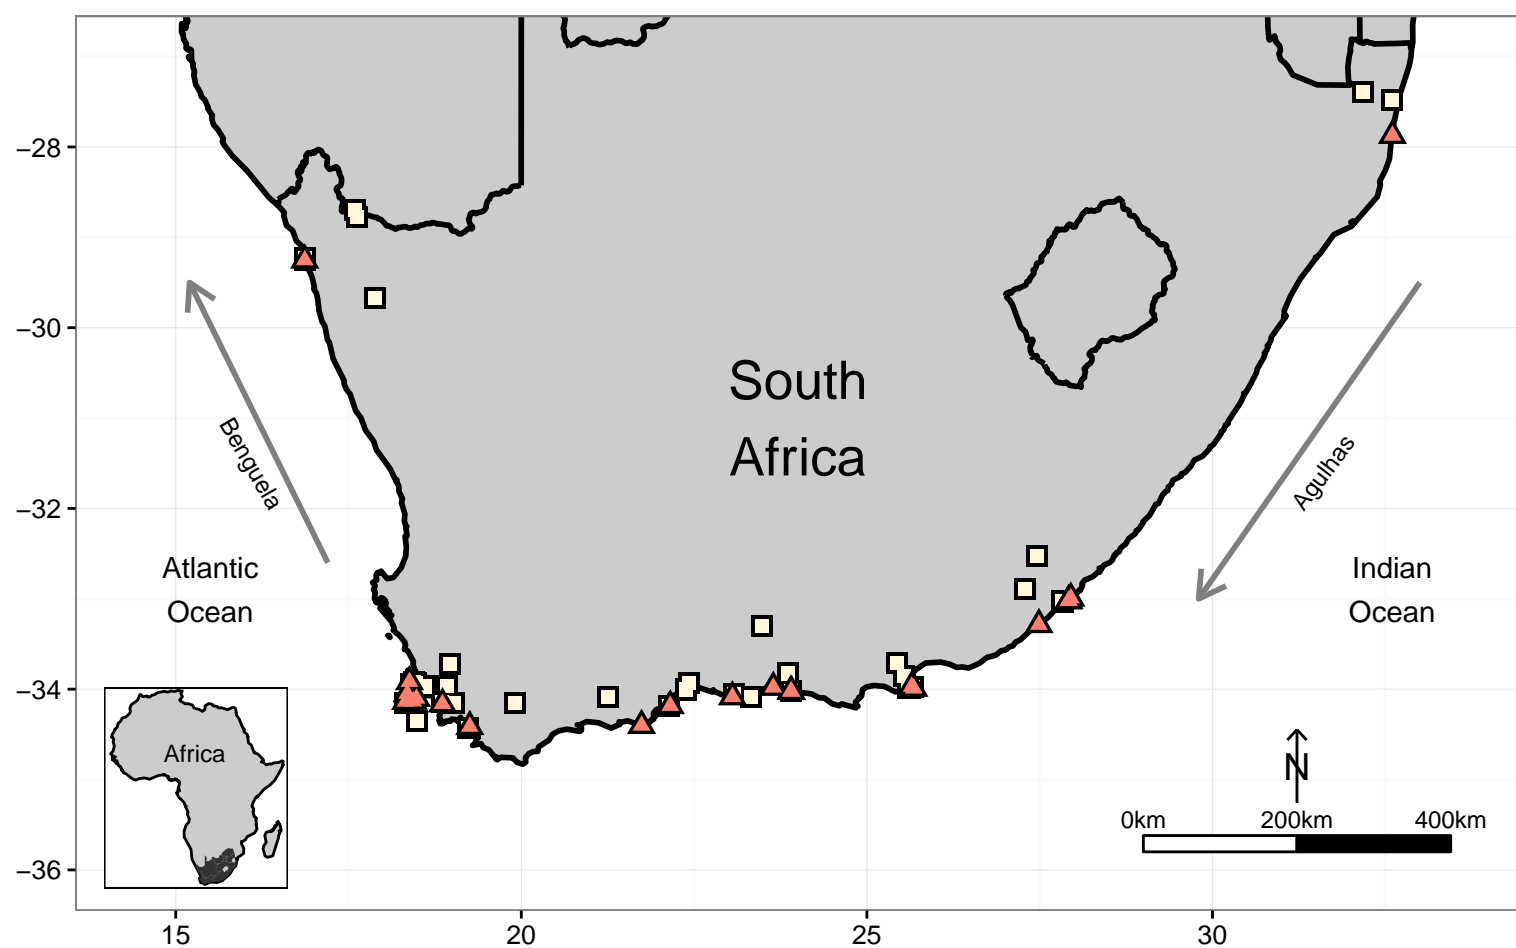 −28
−30
−32
−34
−36
South
Africa
Benguela
Agulhas
Atlantic
Ocean
Indian
Ocean
Africa
N
0km 200km 400km
15 20 25 30